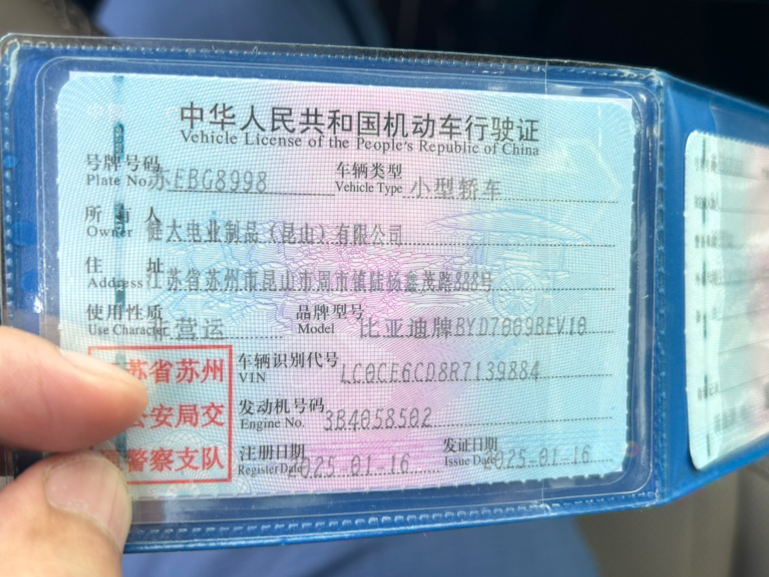 中华人民共和国机动车行驶证
Vehicle License of the People's Republic of China
号牌号码 苏EBG8998 车辆类型 小型轿车
Plate No. Vehicle Type
所有人 健大电业制品（昆山）有限公司
Owner
住址 江苏省苏州市昆山市周市镇陆杨鑫茂路888号
Address
使用性质 非营运 品牌型号 比亚迪牌BYD7009BEV10
Use Character Model
苏省苏州 车辆识别代号 LC0CE6CD8R7139884
VIN
公安局交 发动机号码 3B4058502
Engine No.
警察支队 注册日期 2025-01-16 发证日期 2025-01-16
Register Date Issue Date